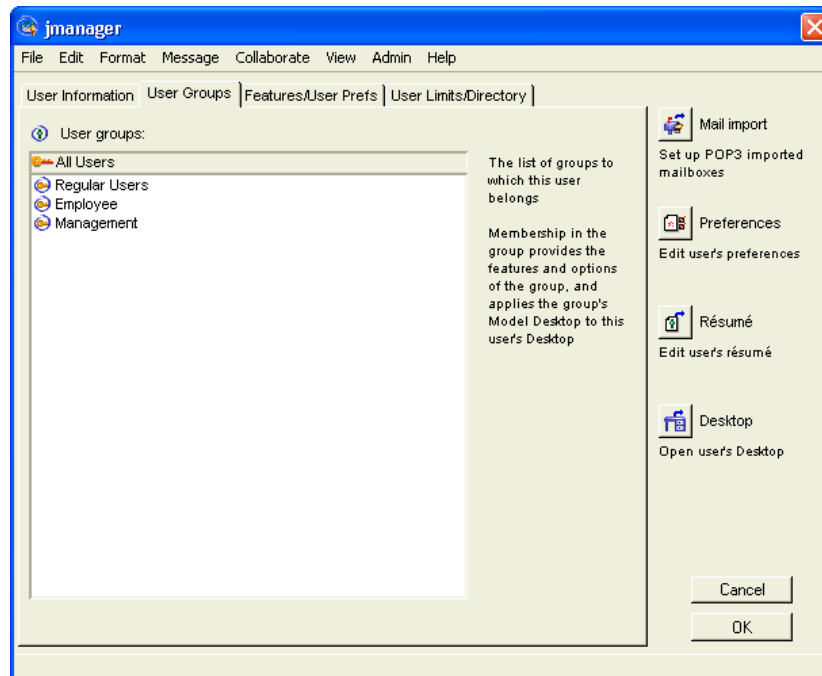 jmanager
File Edit Format Message Collaborate View Admin Help
User Information User Groups Features/User Prefs User Limits/Directory
User groups:
All Users
Regular Users
Employee
Management
The list of groups to
which this user
belongs
Membership in the
group provides the
features and options
of the group, and
applies the group's
Model Desktop to this
user's Desktop
Mail import
Set up POP3 imported
mailboxes
Preferences
Edit user's preferences
Résumé
Edit user's résumé
Desktop
Open user's Desktop
Cancel
OK